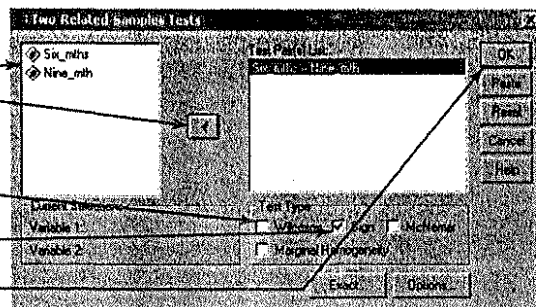 Two Related Samples Tests
Six_mths
Nine_mth
Test Pair(s) List:
Six_mths - Nine_mth
OK
Paste
Reset
Cancel
Help
Current Selections
Variable 1:
Variable 2:
Test Type
Wilcoxon Sign McNemar
Marginal Homogeneity
Exact... Options...